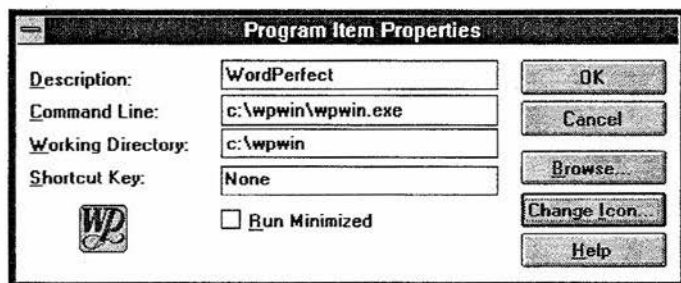 Program Item Properties
Description: WordPerfect
Command Line: c:\wpwin\wpwin.exe
Working Directory: c:\wpwin
Shortcut Key: None
Run Minimized
WP
OK
Cancel
Browse...
Change Icon...
Help